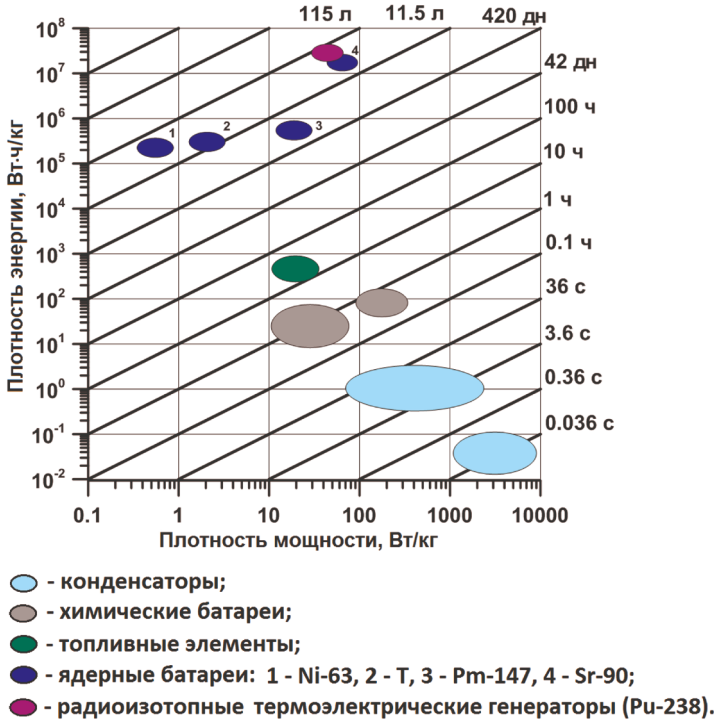 115 л 11.5 л 420 дн
10⁸
10⁷
10⁶
10⁵
10⁴
10³
10²
10¹
10⁰
10⁻¹
10⁻²
Плотность энергии, Вт·ч/кг
4
1
2
3
42 дн
100 ч
10 ч
1 ч
0.1 ч
36 с
3.6 с
0.36 с
0.036 с
0.1 1 10 100 1000 10000
Плотность мощности, Вт/кг
- конденсаторы;
- химические батареи;
- топливные элементы;
- ядерные батареи: 1 - Ni-63, 2 - T, 3 - Pm-147, 4 - Sr-90;
- радиоизотопные термоэлектрические генераторы (Pu-238).